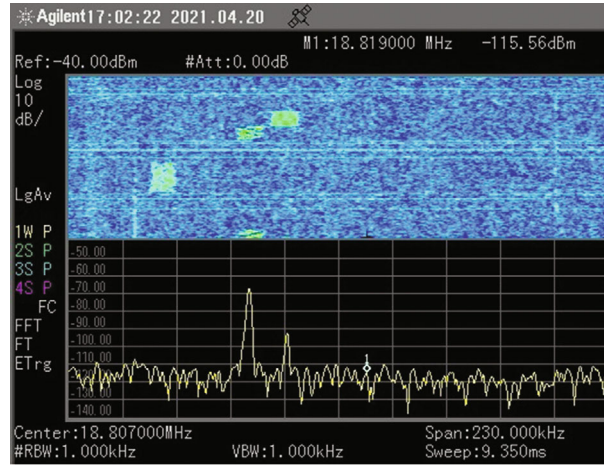 Agilent 17:02:22 2021.04.20
M1:18.819000 MHz -115.56dBm
Ref:-40.00dBm #Att:0.00dB
Log
10
dB/
LgAv
1W P
2S P
3S P
4S P
FC
FFT
FT
ETrg
-50.00
-60.00
-70.00
-80.00
-90.00
-100.00
-110.00
-130.00
-140.00
1
Center:18.807000MHz Span:230.000kHz
#RBW:1.000kHz VBW:1.000kHz Sweep:9.350ms